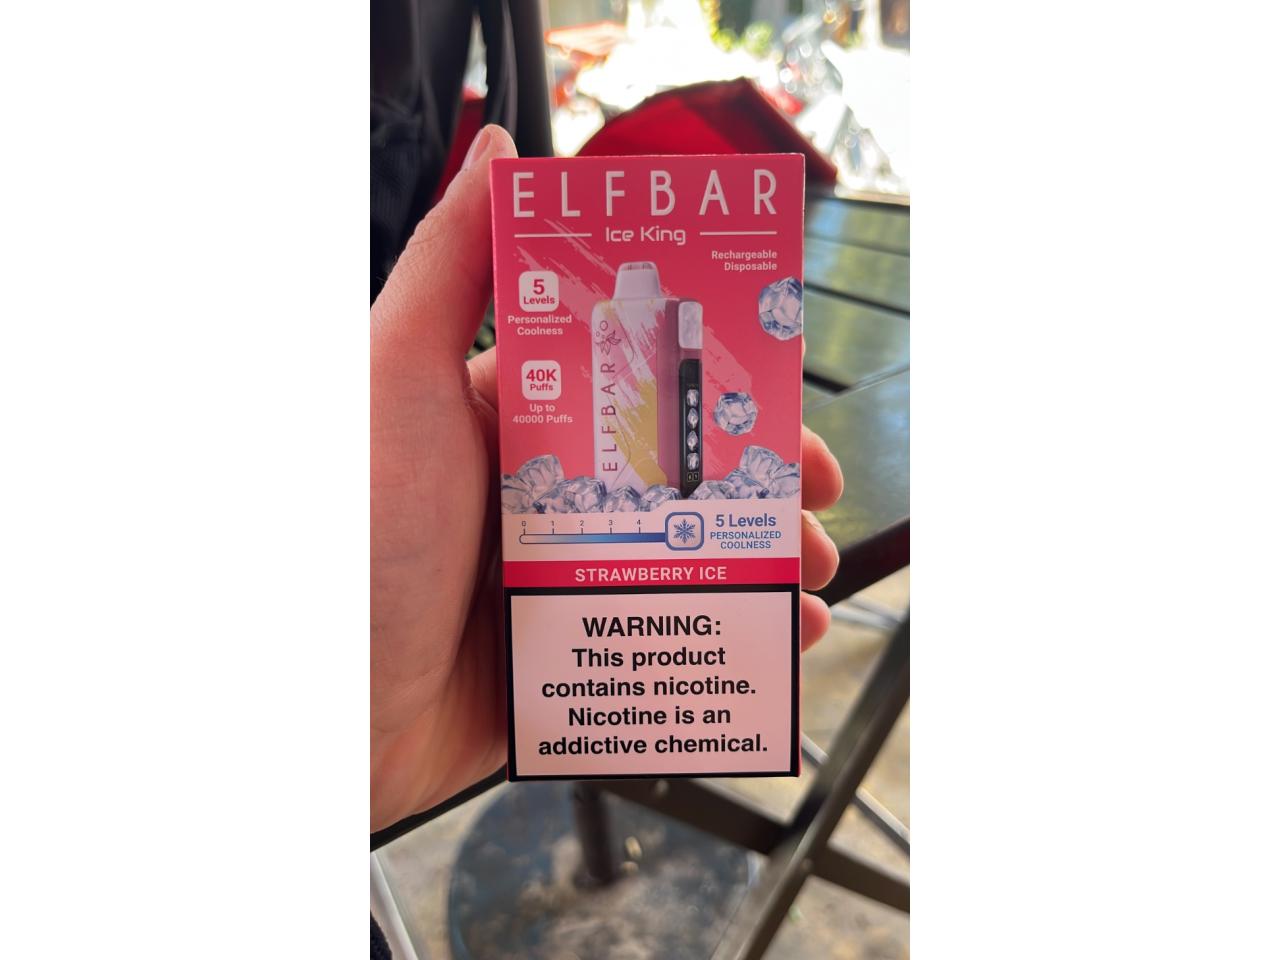 ELFBAR
Ice King
Rechargeable
Disposable
5
Levels
Personalized
Coolness
40K
Puffs
Up to
40000 Puffs
ELFBAR
0 1 2 3 4
5 Levels
PERSONALIZED
COOLNESS
STRAWBERRY ICE
WARNING:
This product
contains nicotine.
Nicotine is an
addictive chemical.